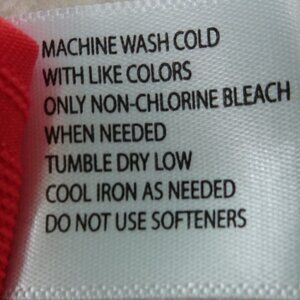 MACHINE WASH COLD
WITH LIKE COLORS
ONLY NON-CHLORINE BLEACH
WHEN NEEDED
TUMBLE DRY LOW
COOL IRON AS NEEDED
DO NOT USE SOFTENERS